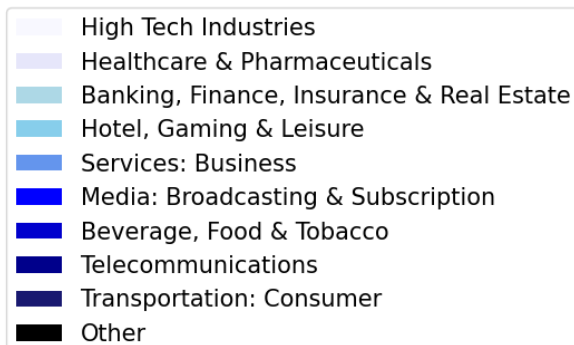 High Tech Industries
Healthcare & Pharmaceuticals
Banking, Finance, Insurance & Real Estate
Hotel, Gaming & Leisure
Services: Business
Media: Broadcasting & Subscription
Beverage, Food & Tobacco
Telecommunications
Transportation: Consumer
Other